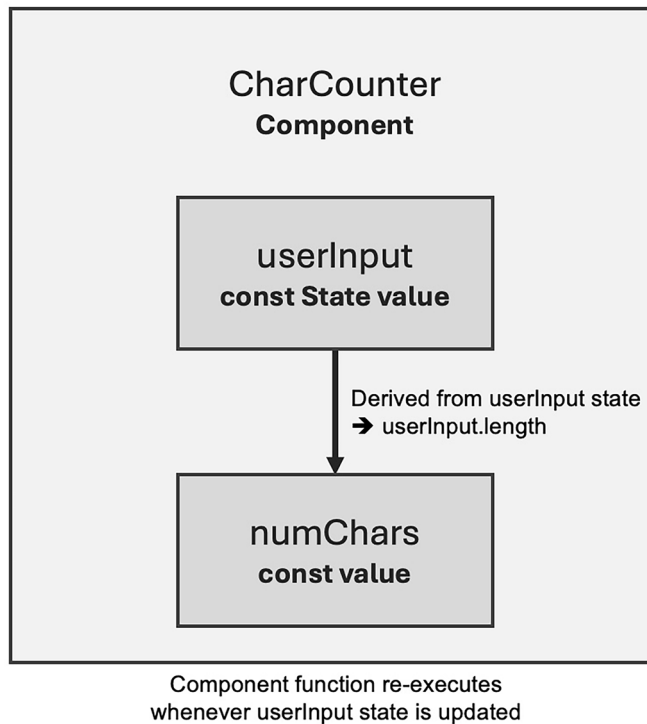 CharCounter
Component
userInput
const State value
Derived from userInput state
➔ userInput.length
numChars
const value
Component function re-executes
whenever userInput state is updated